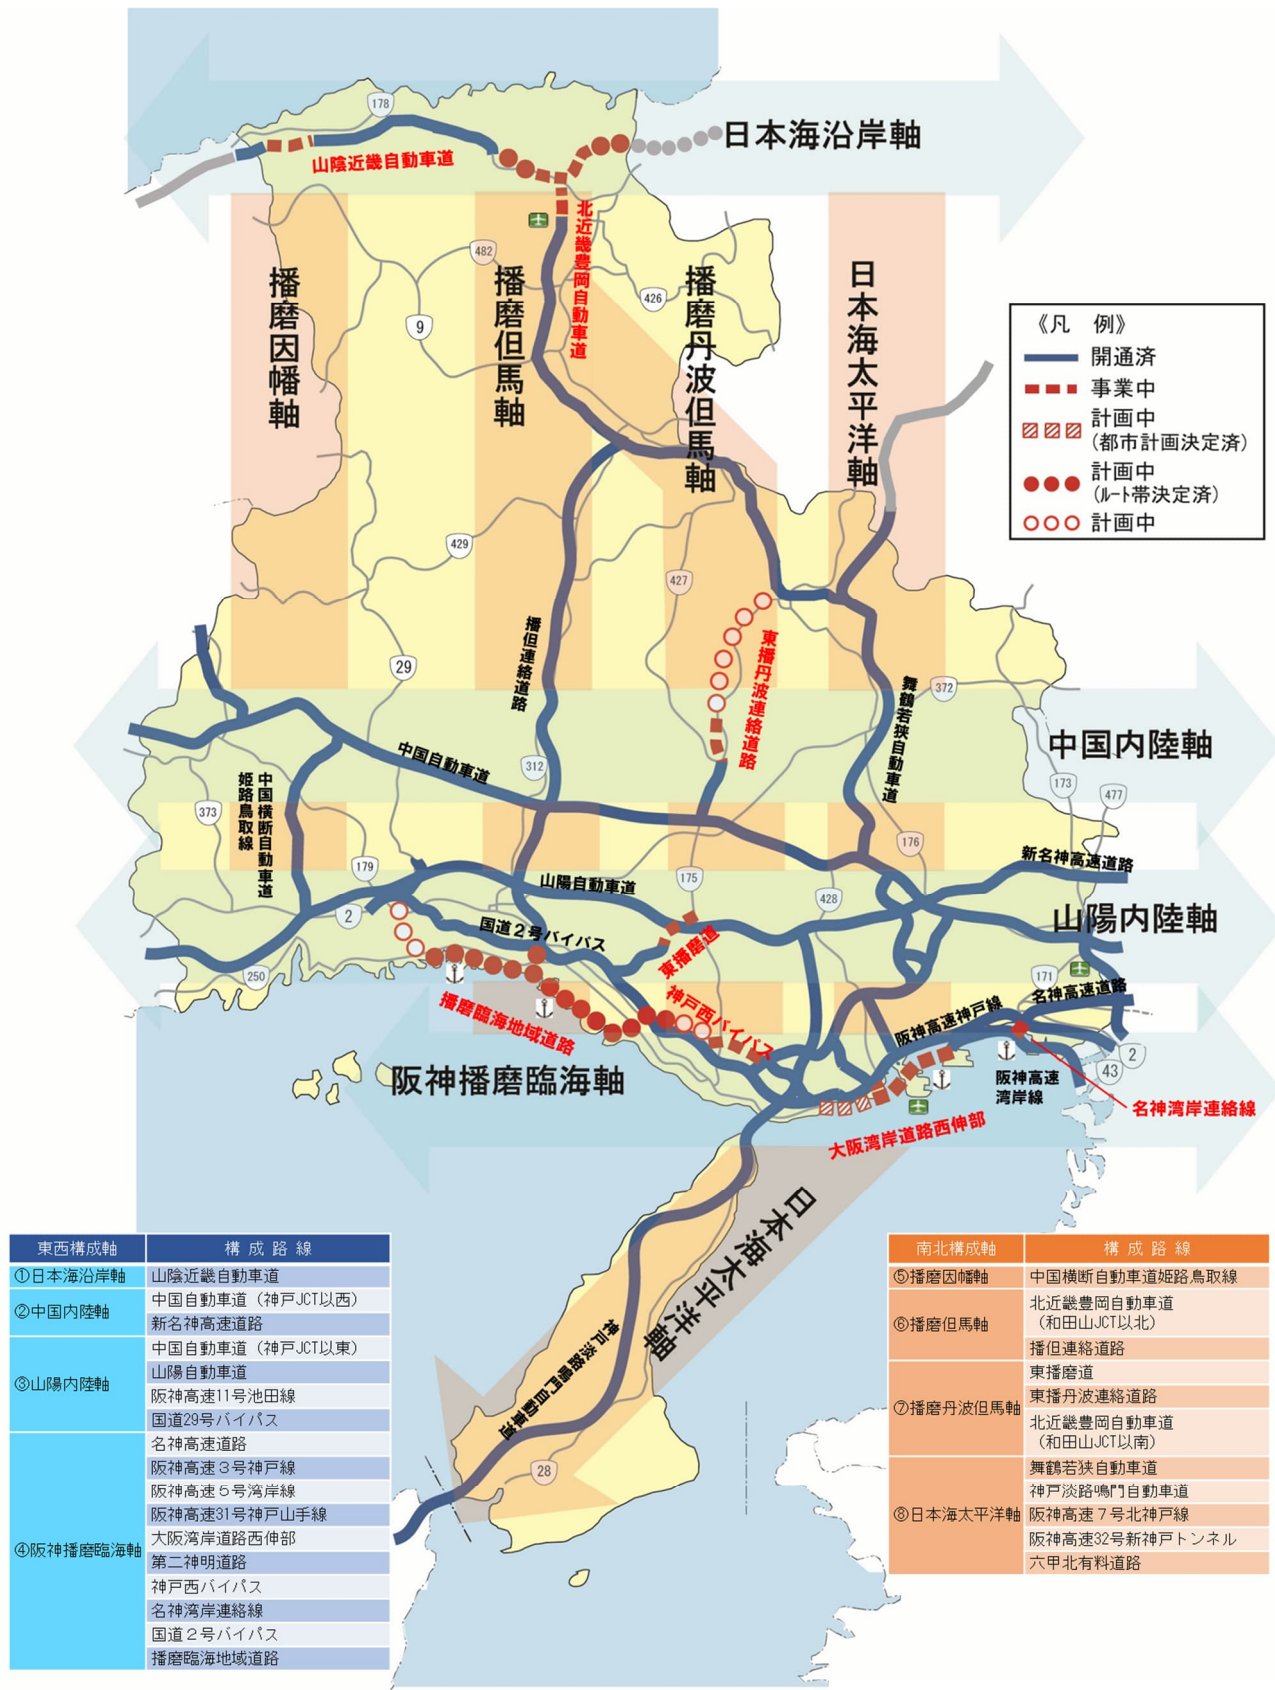 178
日本海沿岸軸
山陰近畿自動車道
北近畿豊岡自動車道
482
426
9
播磨因幡軸
播磨但馬軸
播磨丹波但馬軸
日本海太平洋軸
《凡 例》
開通済
事業中
計画中
(都市計画決定済)
計画中
(ルート帯決定済)
計画中
429
427
播但連絡道路
東播丹波連絡道路
29
舞鶴若狭自動車道
372
中国自動車道
中国内陸軸
312
173
477
373
中国横断自動車道
姫路鳥取線
176
179
175
428
新名神高速道路
山陽自動車道
2
国道2号バイパス
山陽内陸軸
東播磨道
250
171
播磨臨海地域道路
神戸西バイパス
阪神高速神戸線
名神高速道路
阪神播磨臨海軸
阪神高速
湾岸線
2
43
名神湾岸連絡線
大阪湾岸道路西伸部
日本海太平洋軸
神戸淡路鳴門自動車道
28
東西構成軸 構成路線
①日本海沿岸軸 山陰近畿自動車道
②中国内陸軸 中国自動車道(神戸JCT以西)
新名神高速道路
③山陽内陸軸 中国自動車道(神戸JCT以東)
山陽自動車道
阪神高速11号池田線
国道29号バイパス
④阪神播磨臨海軸 名神高速道路
阪神高速3号神戸線
阪神高速5号湾岸線
阪神高速31号神戸山手線
大阪湾岸道路西伸部
第二神明道路
神戸西バイパス
名神湾岸連絡線
国道2号バイパス
播磨臨海地域道路
南北構成軸 構成路線
⑤播磨因幡軸 中国横断自動車道姫路鳥取線
⑥播磨但馬軸 北近畿豊岡自動車道
(和田山JCT以北)
播但連絡道路
⑦播磨丹波但馬軸 東播磨道
東播丹波連絡道路
北近畿豊岡自動車道
(和田山JCT以南)
⑧日本海太平洋軸 舞鶴若狭自動車道
神戸淡路鳴門自動車道
阪神高速7号北神戸線
阪神高速32号新神戸トンネル
六甲北有料道路